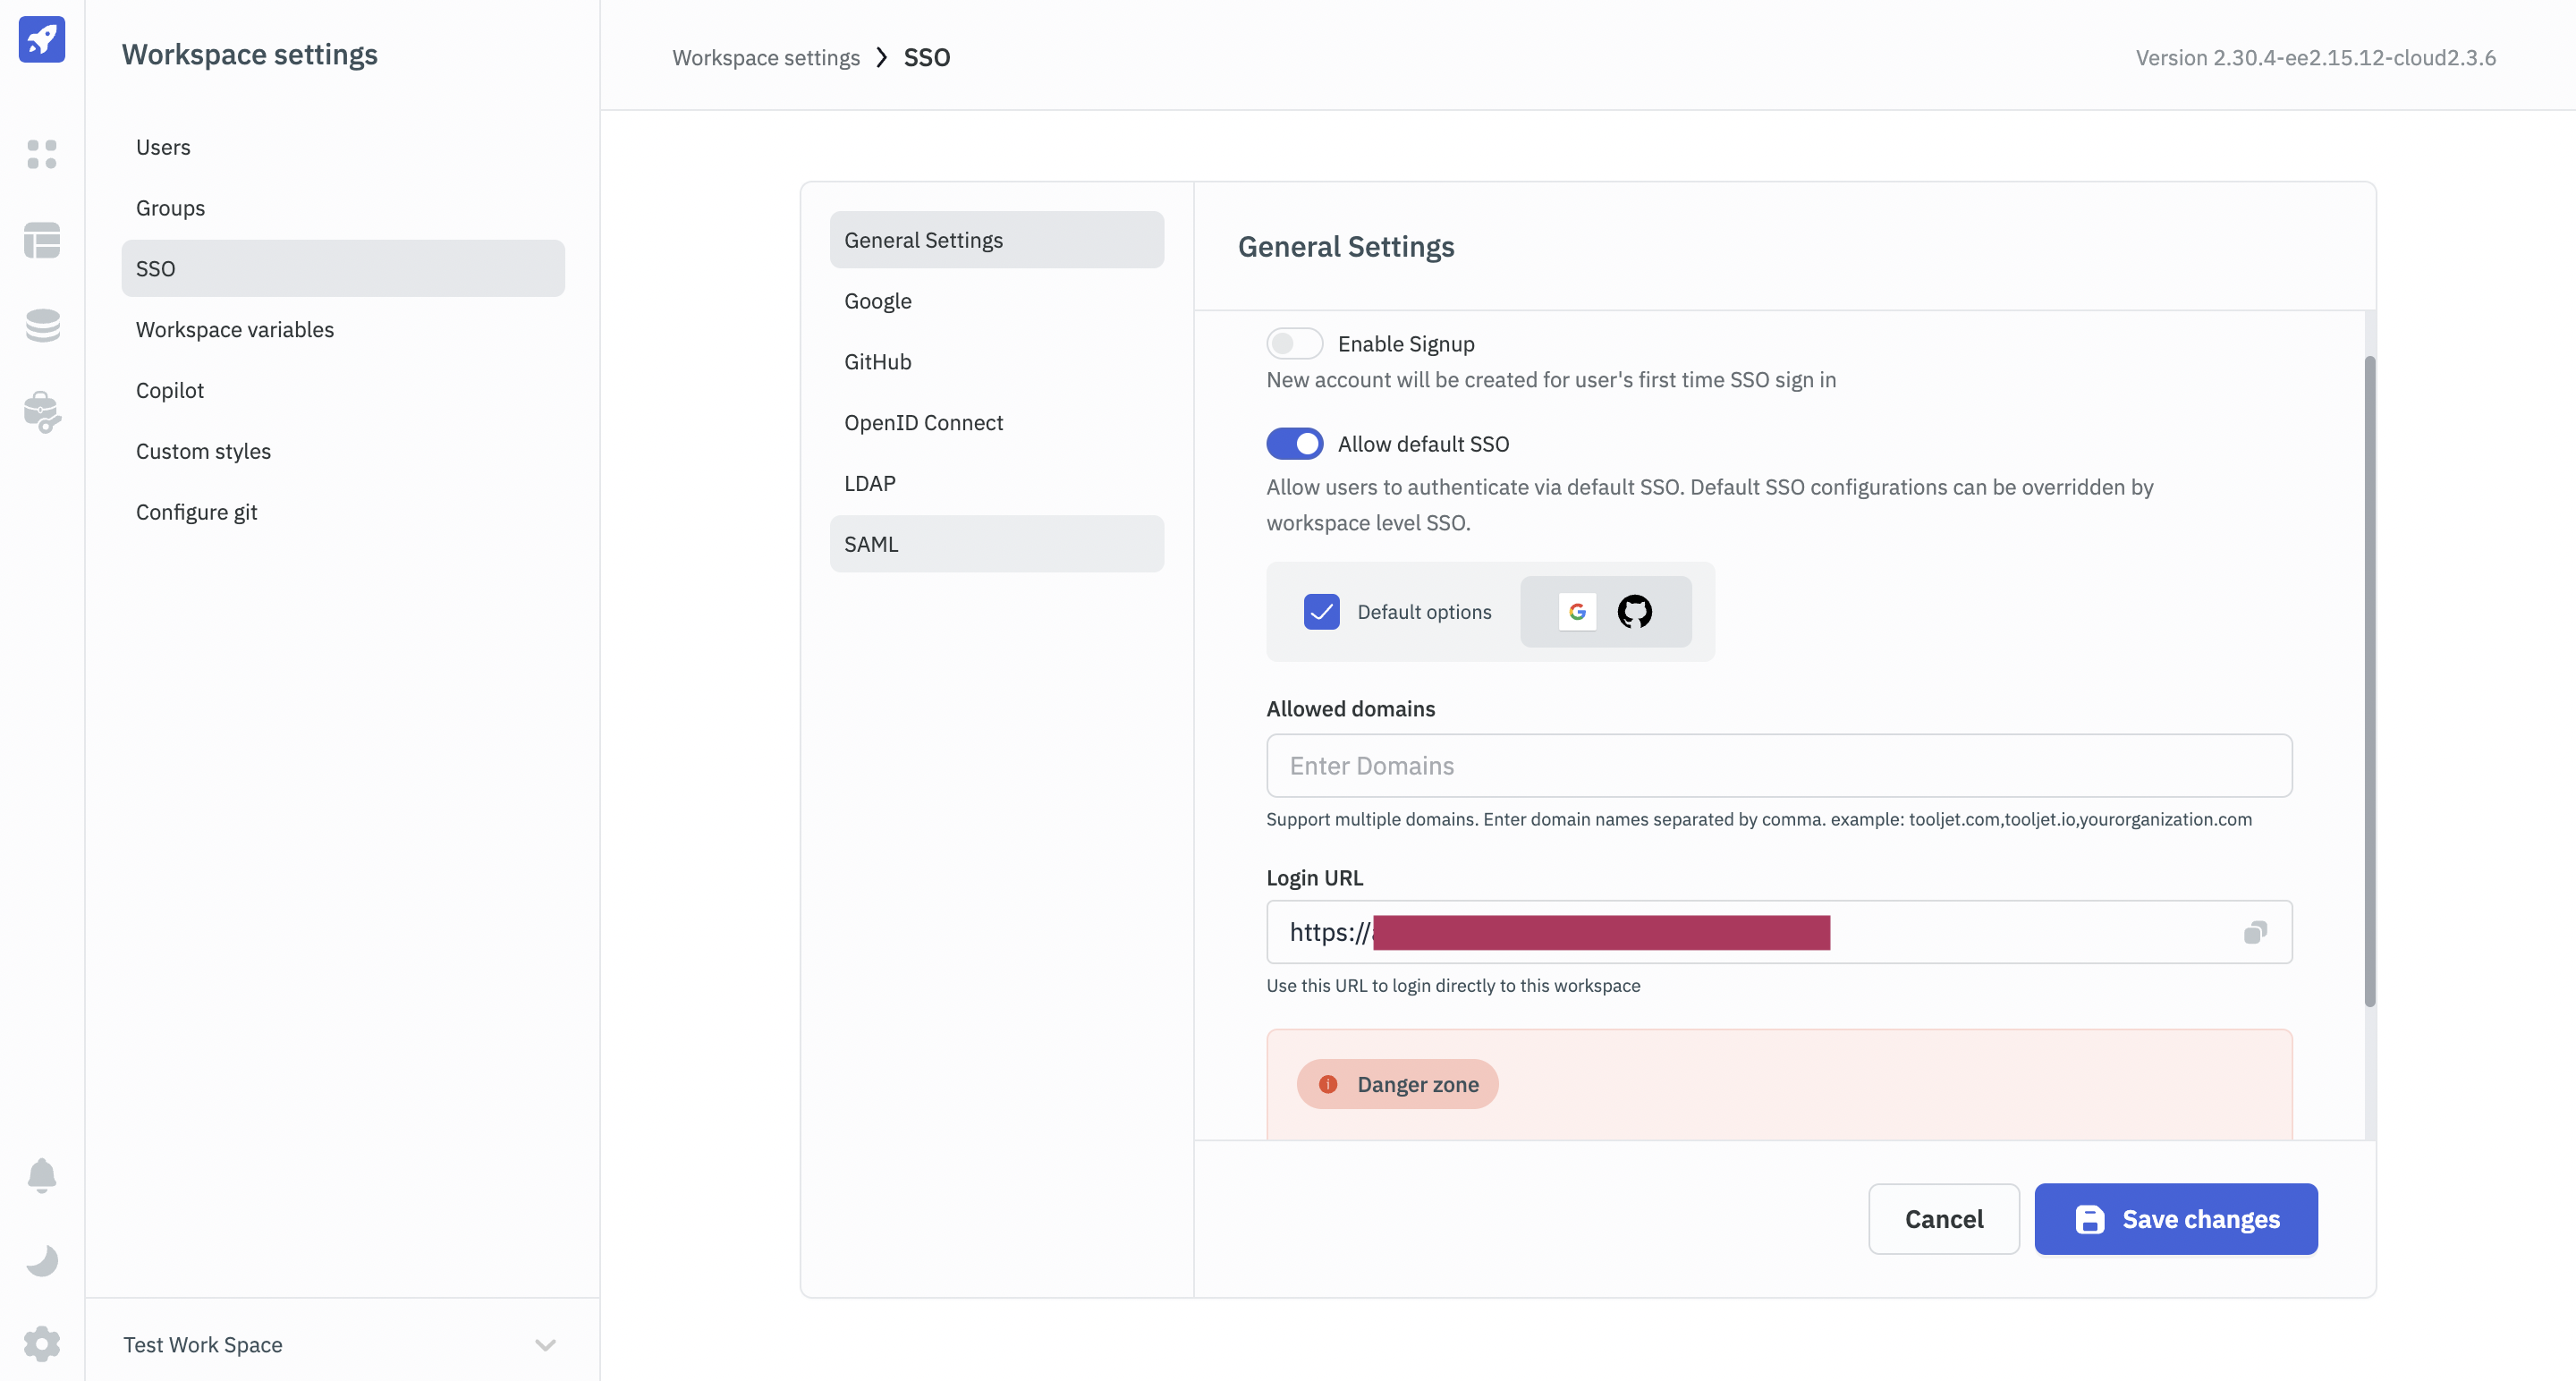 Workspace settings
Users
Groups
SSO
Workspace variables
Copilot
Custom styles
Configure git
Test Work Space
Workspace settings
SSO
Version 2.30.4-ee2.15.12-cloud2.3.6
General Settings
Google
GitHub
OpenID Connect
LDAP
SAML
General Settings
Enable Signup
New account will be created for user's first time SSO sign in
Allow default SSO
Allow users to authenticate via default SSO. Default SSO configurations can be overridden by
workspace level SSO.
Default options
Allowed domains
Enter Domains
Support multiple domains. Enter domain names separated by comma. example: tooljet.com,tooljet.io,yourorganization.com
Login URL
https://
Use this URL to login directly to this workspace
Danger zone
Cancel
Save changes